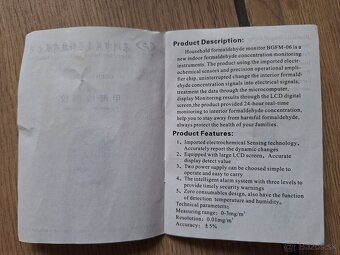 Product Description:
Household formaldehyde monitor BGFM-06 is a
new indoor formaldehyde concentration monitoring
instruments. The product using the imported elect-
ochemical sensors and precision operational amplif-
ier chip, uninterrupted change the interior formald-
ehyde concentration signals into electrical signals,
treatment the data through the microcomputer,
display Monitoring results through the LCD digital
screen, the product provided 24-hour real-time
monitoring to interior formaldehyde concentration,
help you to stay away from harmful formaldehyde,
always protect the health of your families.
Product Features:
1、Imported electrochemical Sensing technology,
Accurately report the dynamic changes
2、Equipped with large LCD screen, Accurate
display detect value
3、Two power supply can be choosed simple to
operate and easy to carry
4、The intelligent alarm system with three levels to
provide timely security warnings
5、Zero consumables design, also have the function
of detection temperature and humidity,
Technical parameters:
Measuring range: 0-3mg/m³
Resolution: 0.01mg/m³
Accuracy: ±5%